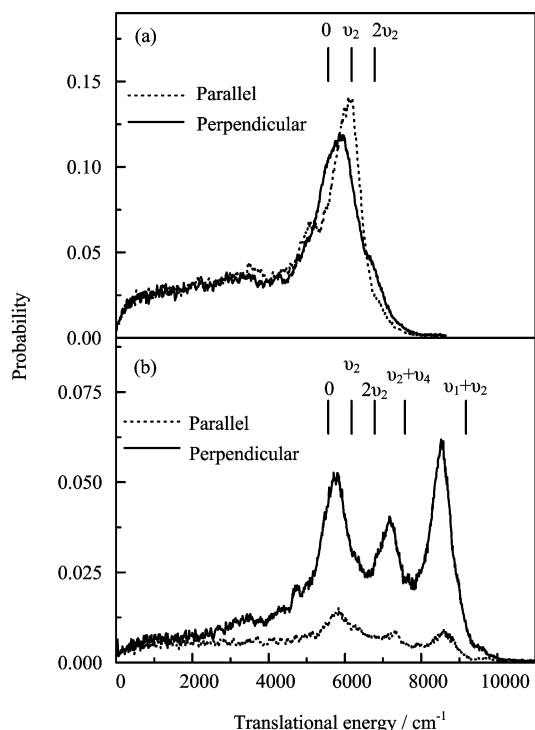 (a)
0 υ2 2υ2
0.15
Parallel
Perpendicular
0.10
0.05
0.00
Probability
(b)
0 υ2 2υ2 υ2+υ4 υ1+υ2
0.075
Parallel
Perpendicular
0.050
0.025
0.000
0 2000 4000 6000 8000 10000
Translational energy / cm-1